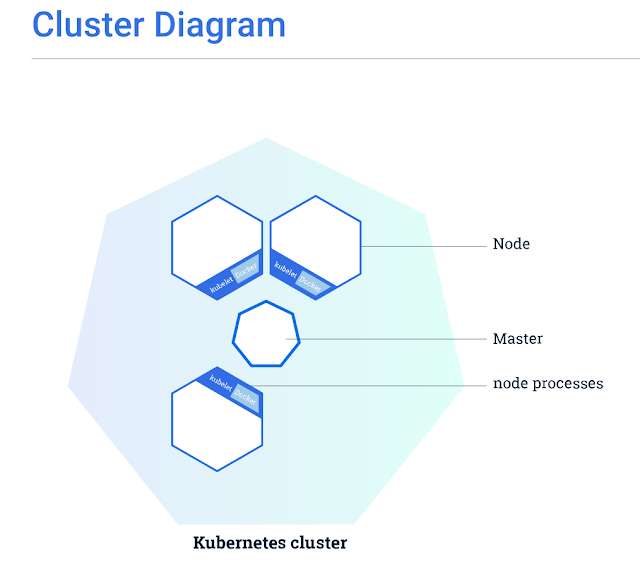 Cluster Diagram
kubelet Docker
kubelet Docker
Node
Master
kubelet Docker
node processes
Kubernetes cluster